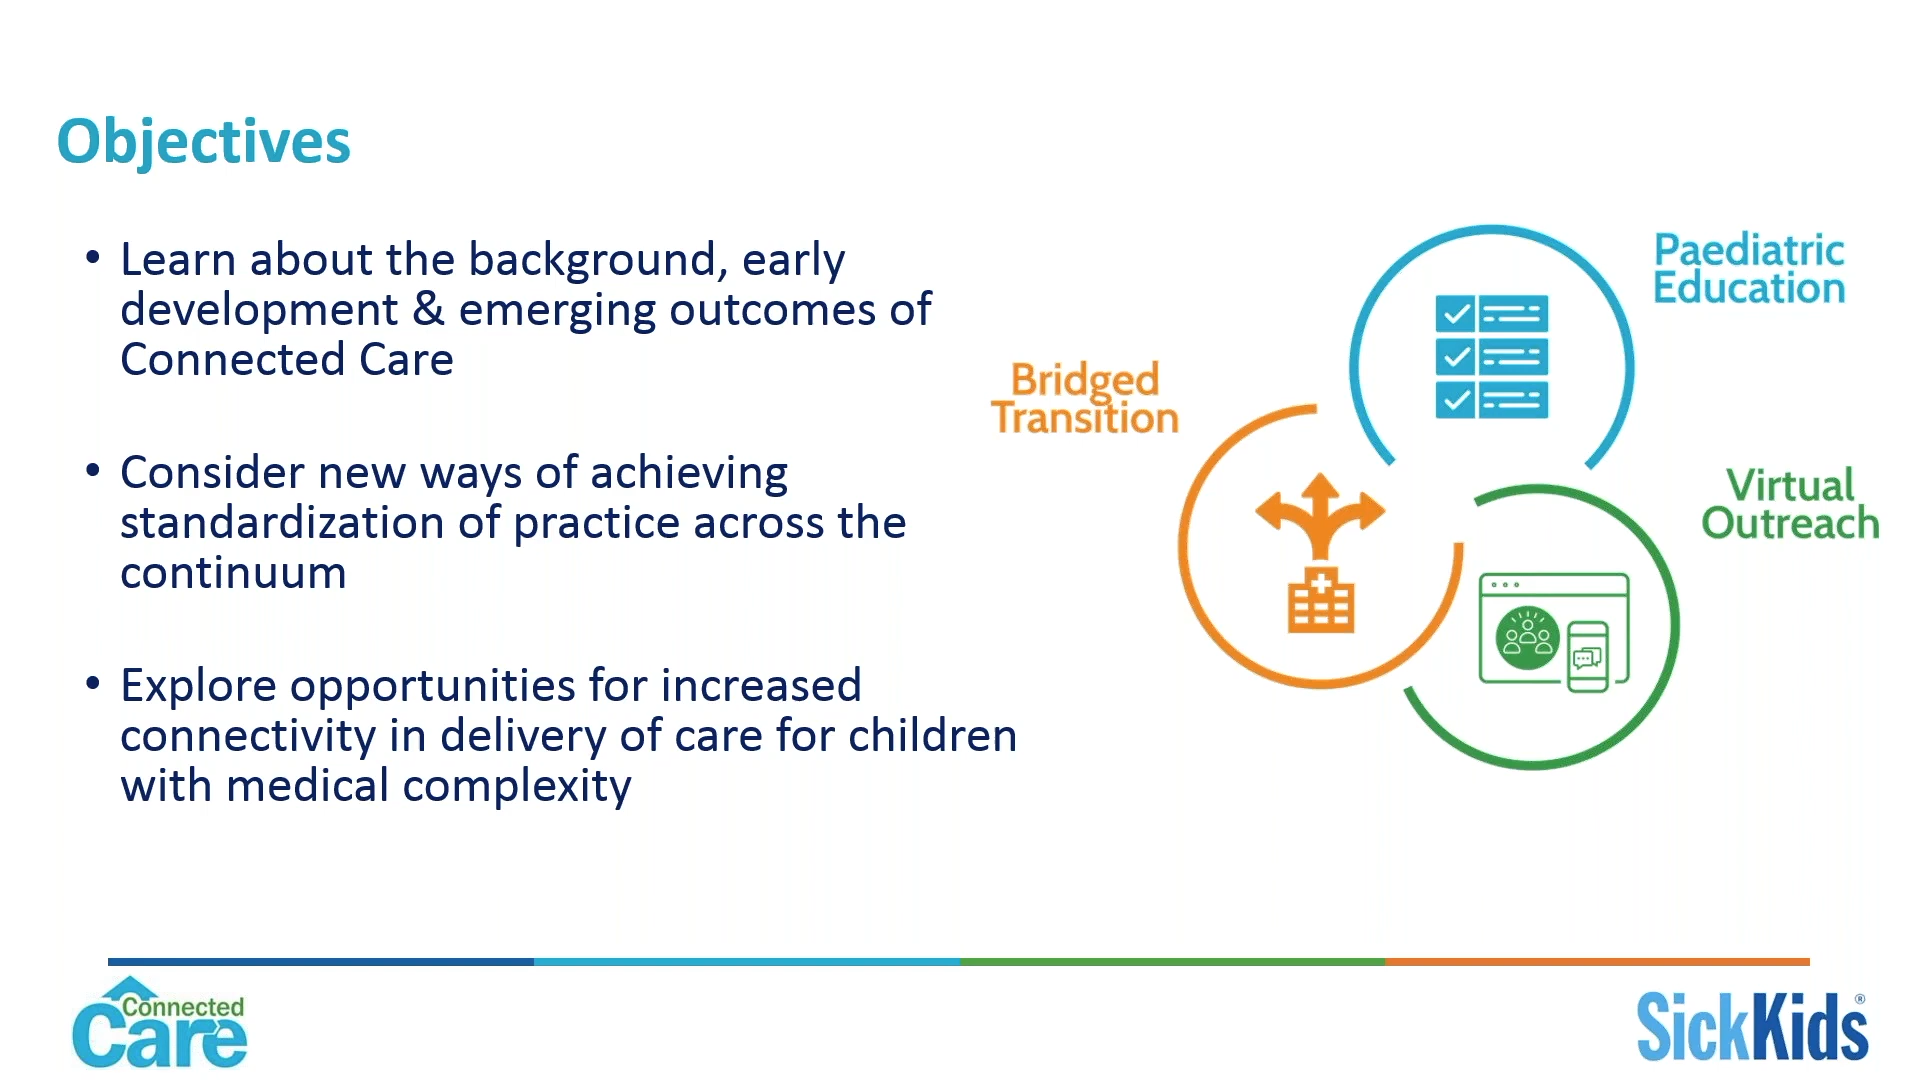 Objectives
• Learn about the background, early
development & emerging outcomes of
Connected Care
• Consider new ways of achieving
standardization of practice across the
continuum
• Explore opportunities for increased
connectivity in delivery of care for children
with medical complexity
Paediatric
Education
Bridged
Transition
Virtual
Outreach
Connected
Care
SickKids®